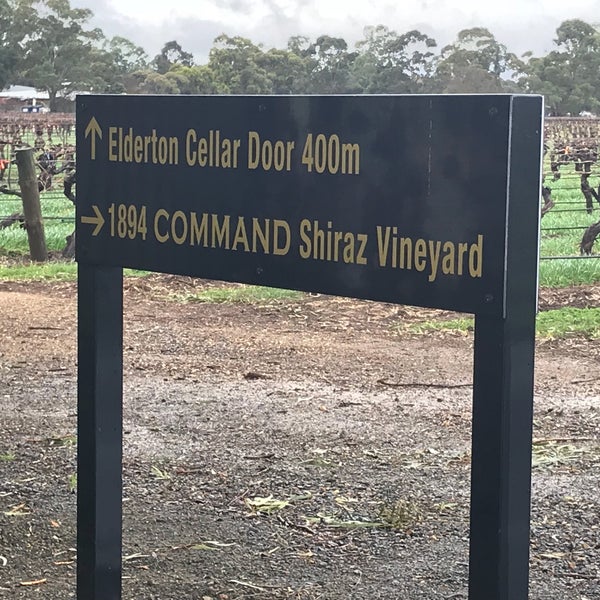 ↑ Elderton Cellar Door 400m
→ 1894 COMMAND Shiraz Vineyard